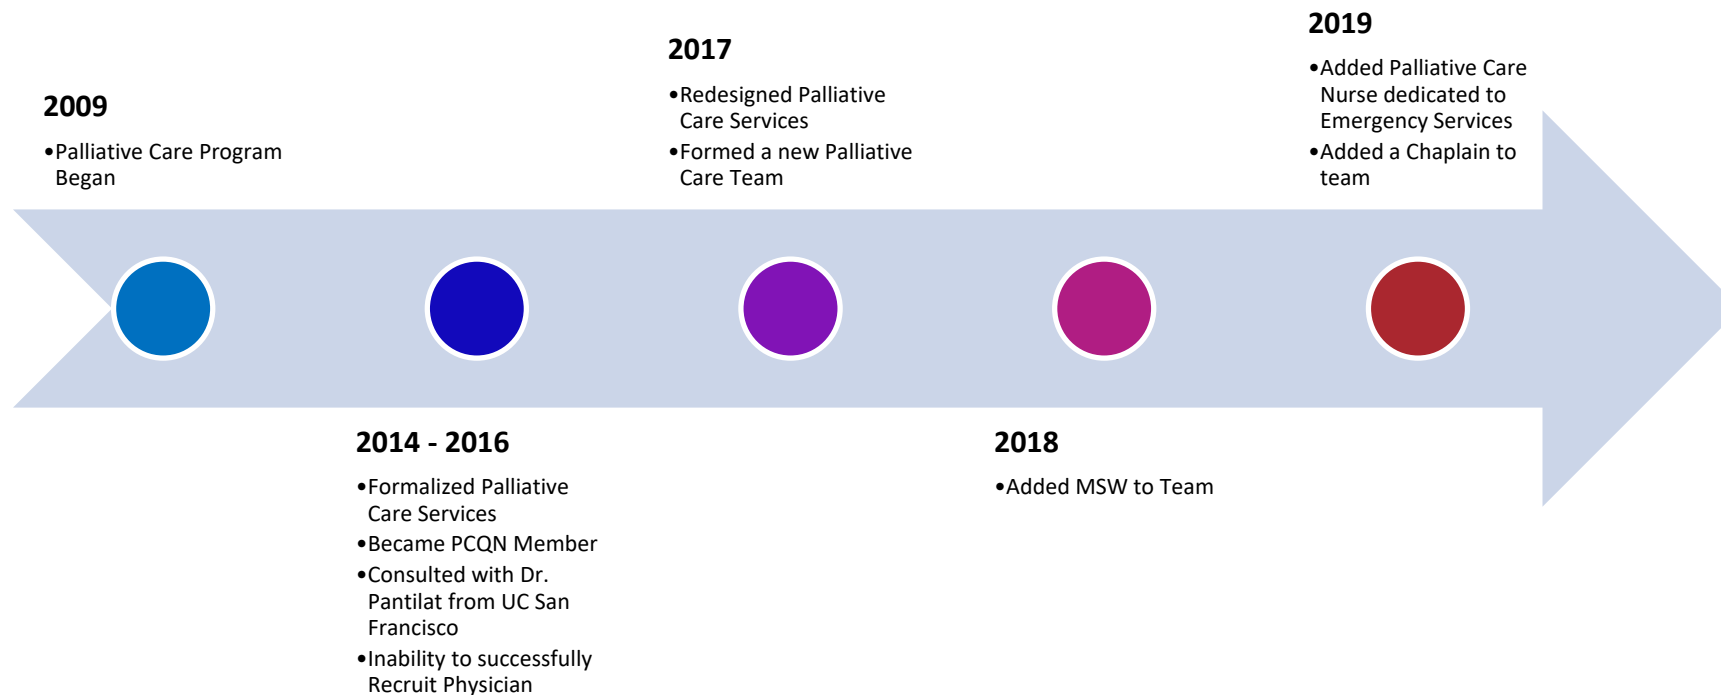 2009
•Palliative Care Program
Began
2014 - 2016
•Formalized Palliative
Care Services
•Became PCQN Member
•Consulted with Dr.
Pantilat from UC San
Francisco
•Inability to successfully
Recruit Physician
2017
•Redesigned Palliative
Care Services
•Formed a new Palliative
Care Team
2018
•Added MSW to Team
2019
•Added Palliative Care
Nurse dedicated to
Emergency Services
•Added a Chaplain to
team